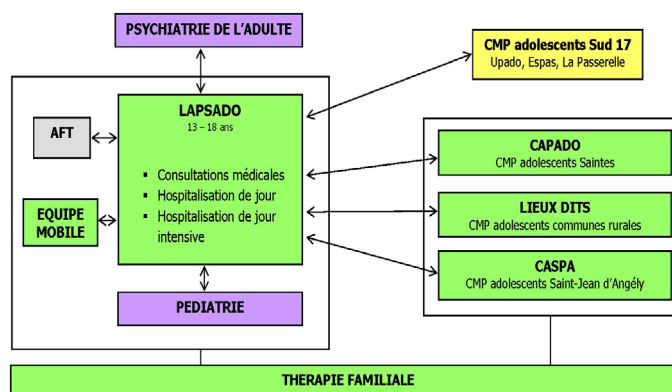 PSYCHIATRIE DE L'ADULTE
CMP adolescents Sud 17
Upado, Espas, La Passerelle
LAPSADO
13 – 18 ans
▪ Consultations médicales
▪ Hospitalisation de jour
▪ Hospitalisation de jour
intensive
AFT
EQUIPE
MOBILE
CAPADO
CMP adolescents Saintes
LIEUX DITS
CMP adolescents communes rurales
CASPA
CMP adolescents Saint-Jean d'Angély
PEDIATRIE
THERAPIE FAMILIALE